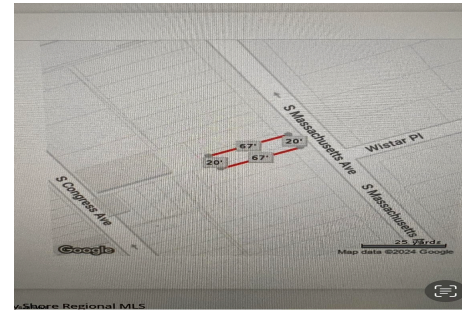 S Massachusetts Ave
67'
20'
Wistar Pl
67'
20'
S Congress Ave
S Massachusetts
25 Yards
Google
Map data ©2024 Google
Shore Regional MLS